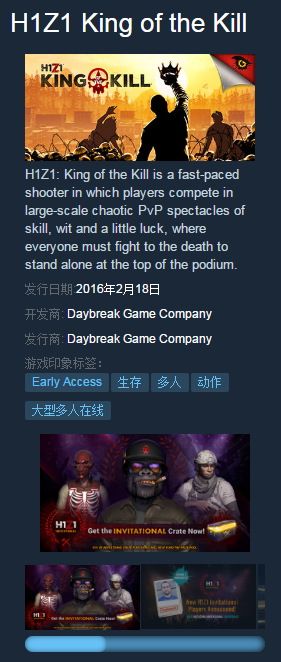 H1Z1 King of the Kill
H1Z1
KING OF THE KILL
H1Z1: King of the Kill is a fast-paced
shooter in which players compete in
large-scale chaotic PvP spectacles of
skill, wit and a little luck, where
everyone must fight to the death to
stand alone at the top of the podium.
发行日期:2016年2月18日
开发商: Daybreak Game Company
发行商: Daybreak Game Company
游戏印象标签:
Early Access 生存 多人 动作
大型多人在线
H1Z1
INVITATIONAL
Get the INVITATIONAL Crate Now!
H1Z1
Get the INVITATIONAL Crate Now!
New H1Z1 Invitational
Players Announced!